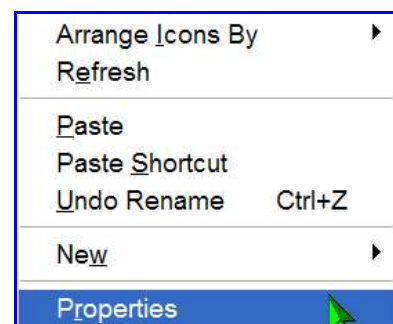 Arrange Icons By
Refresh
Paste
Paste Shortcut
Undo Rename Ctrl+Z
New
Properties